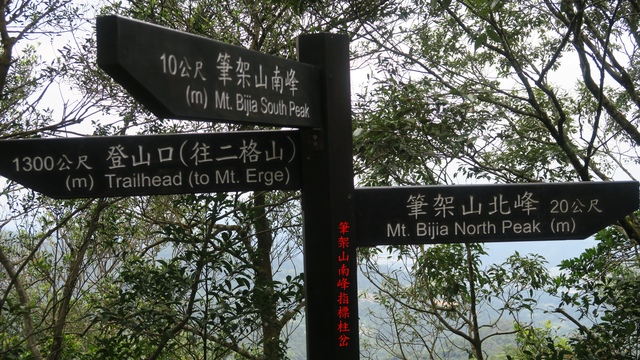 10公尺 筆架山南峰
(m) Mt. Bijia South Peak
1300公尺 登山口(往二格山)
(m) Trailhead (to Mt. Erge)
筆架山北峰 20公尺
Mt. Bijia North Peak (m)
筆架山南峰指標柱岔